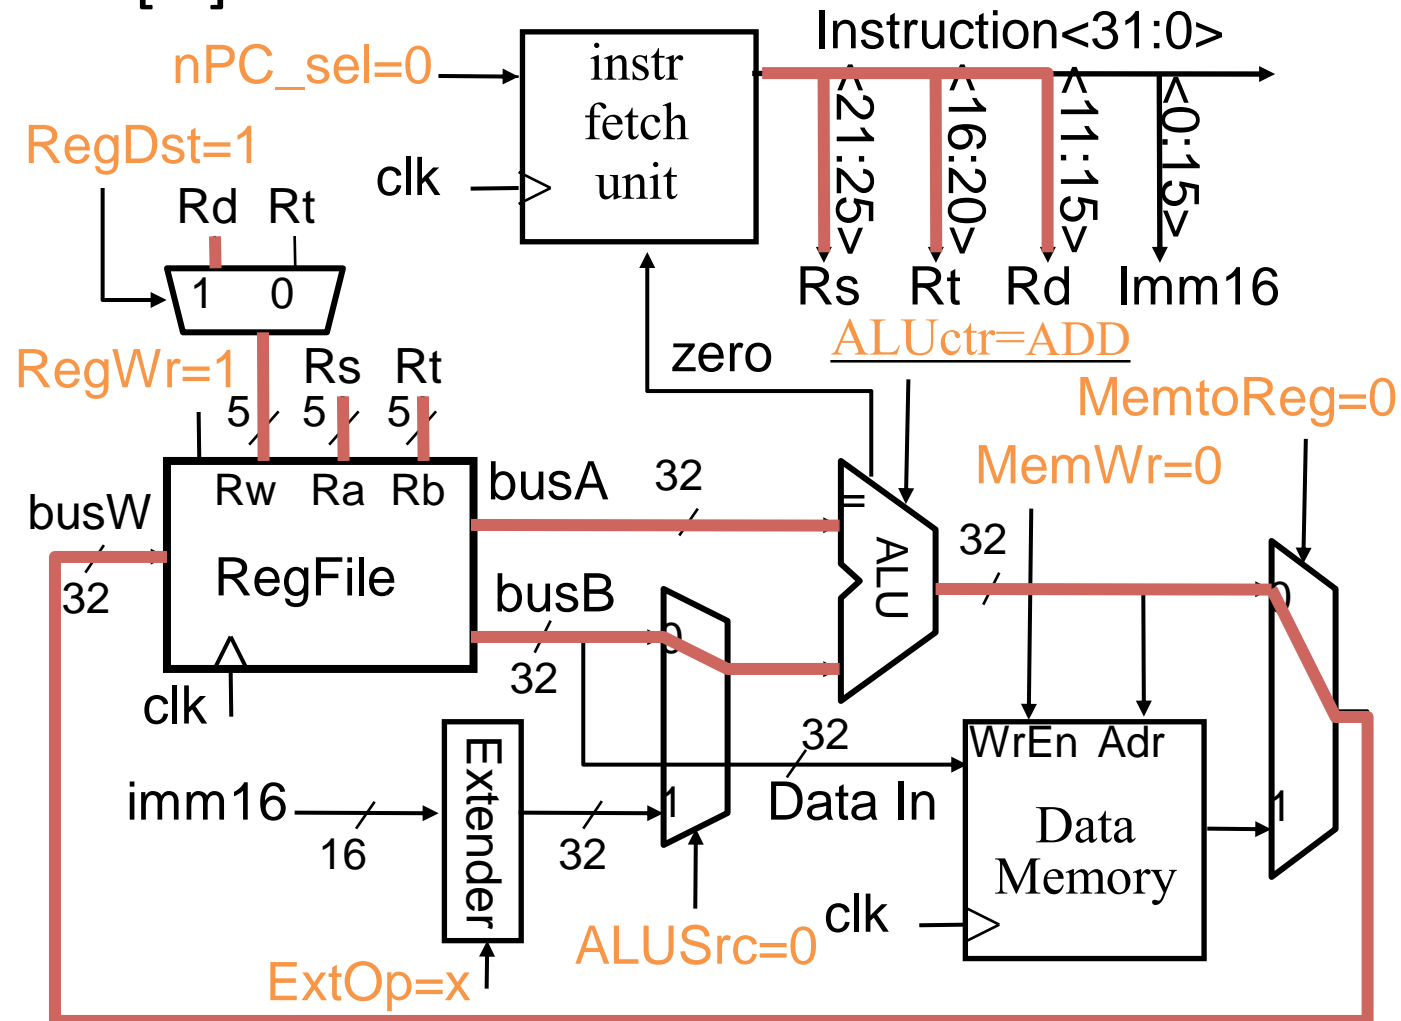 Instruction<31:0>
nPC_sel=0
instr
fetch
unit
clk
<21:25>
<16:20>
<11:15>
<0:15>
Rs
Rt
Rd
Imm16
RegDst=1
Rd
Rt
1
0
ALUctr=ADD
zero
RegWr=1
Rs
Rt
5
5
5
MemtoReg=0
MemWr=0
Rw
Ra
Rb
busA
32
busW
32
RegFile
clk
busB
32
=
ALU
32
0
1
0
1
32
WrEn
Adr
Data In
Data
Memory
clk
imm16
16
Extender
32
ALUSrc=0
ExtOp=x